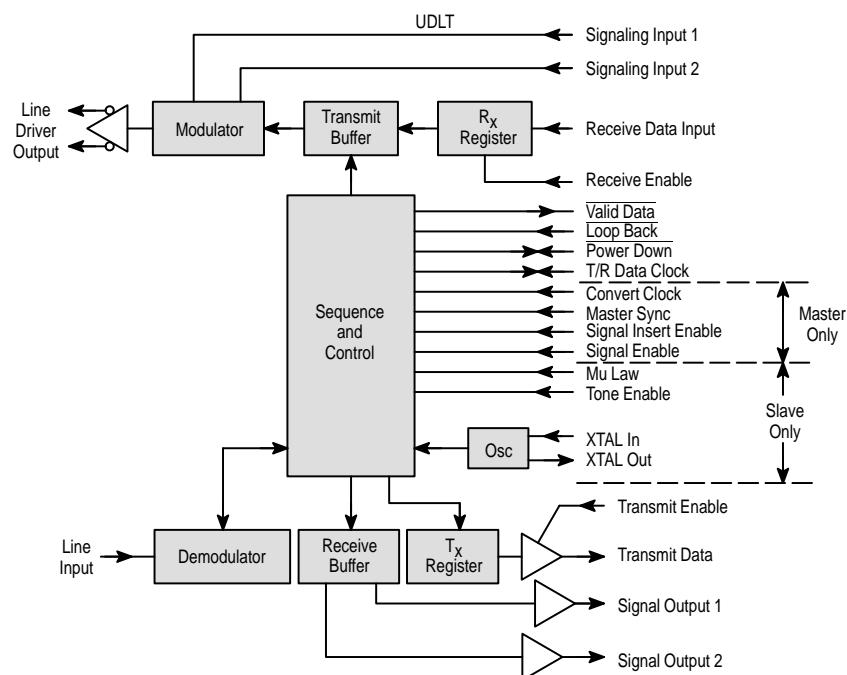 UDLT
Signaling Input 1
Signaling Input 2
Line
Driver
Output
Modulator
Transmit
Buffer
RX
Register
Receive Data Input
Receive Enable
Valid Data
Loop Back
Power Down
T/R Data Clock
Sequence
and
Control
Convert Clock
Master Sync
Signal Insert Enable
Signal Enable
Master
Only
Mu Law
Tone Enable
Slave
Only
Osc
XTAL In
XTAL Out
Line
Input
Demodulator
Receive
Buffer
TX
Register
Transmit Enable
Transmit Data
Signal Output 1
Signal Output 2